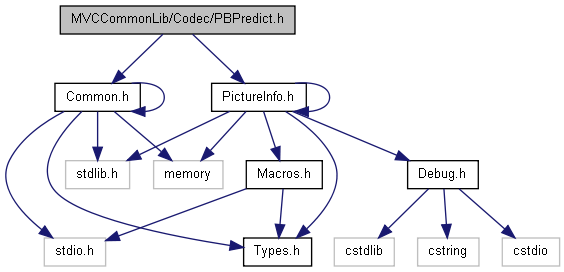 MVCCommonLib/Codec/PBPredict.h
Common.h
PictureInfo.h
stdlib.h
memory
Macros.h
Debug.h
stdio.h
Types.h
cstdlib
cstring
cstdio